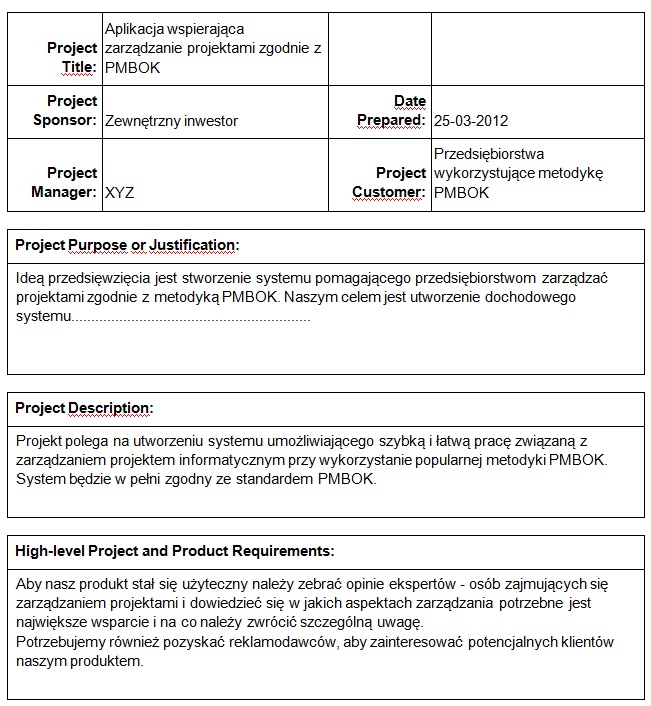 Project Title: Aplikacja wspierająca
zarządzanie projektami zgodnie z
PMBOK
Project Sponsor: Zewnętrzny inwestor
Date Prepared: 25-03-2012
Project Manager: XYZ
Project Customer: Przedsiębiorstwa
wykorzystujące metodykę
PMBOK
Project Purpose or Justification:
Ideą przedsięwzięcia jest stworzenie systemu pomagającego przedsiębiorstwom zarządzać
projektami zgodnie z metodyką PMBOK. Naszym celem jest utworzenie dochodowego
systemu............................................................
Project Description:
Projekt polega na utworzeniu systemu umożliwiającego szybką i łatwą pracę związaną z
zarządzaniem projektem informatycznym przy wykorzystanie popularnej metodyki PMBOK.
System będzie w pełni zgodny ze standardem PMBOK.
High-level Project and Product Requirements:
Aby nasz produkt stał się użyteczny należy zebrać opinie ekspertów - osób zajmujących się
zarządzaniem projektami i dowiedzieć się w jakich aspektach zarządzania potrzebne jest
największe wsparcie i na co należy zwrócić szczególną uwagę.
Potrzebujemy również pozyskać reklamodawców, aby zainteresować potencjalnych klientów
naszym produktem.